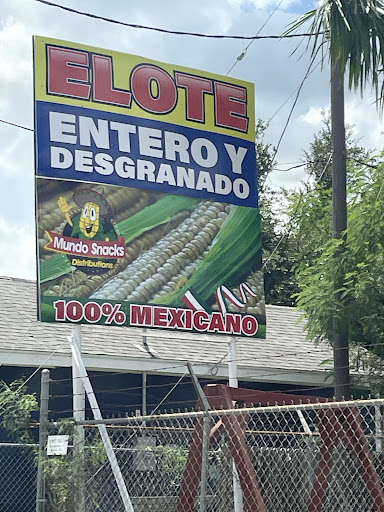 ELOTE
ENTERO Y
DESGRANADO
Mundo Snacks
Distributions
100% MEXICANO